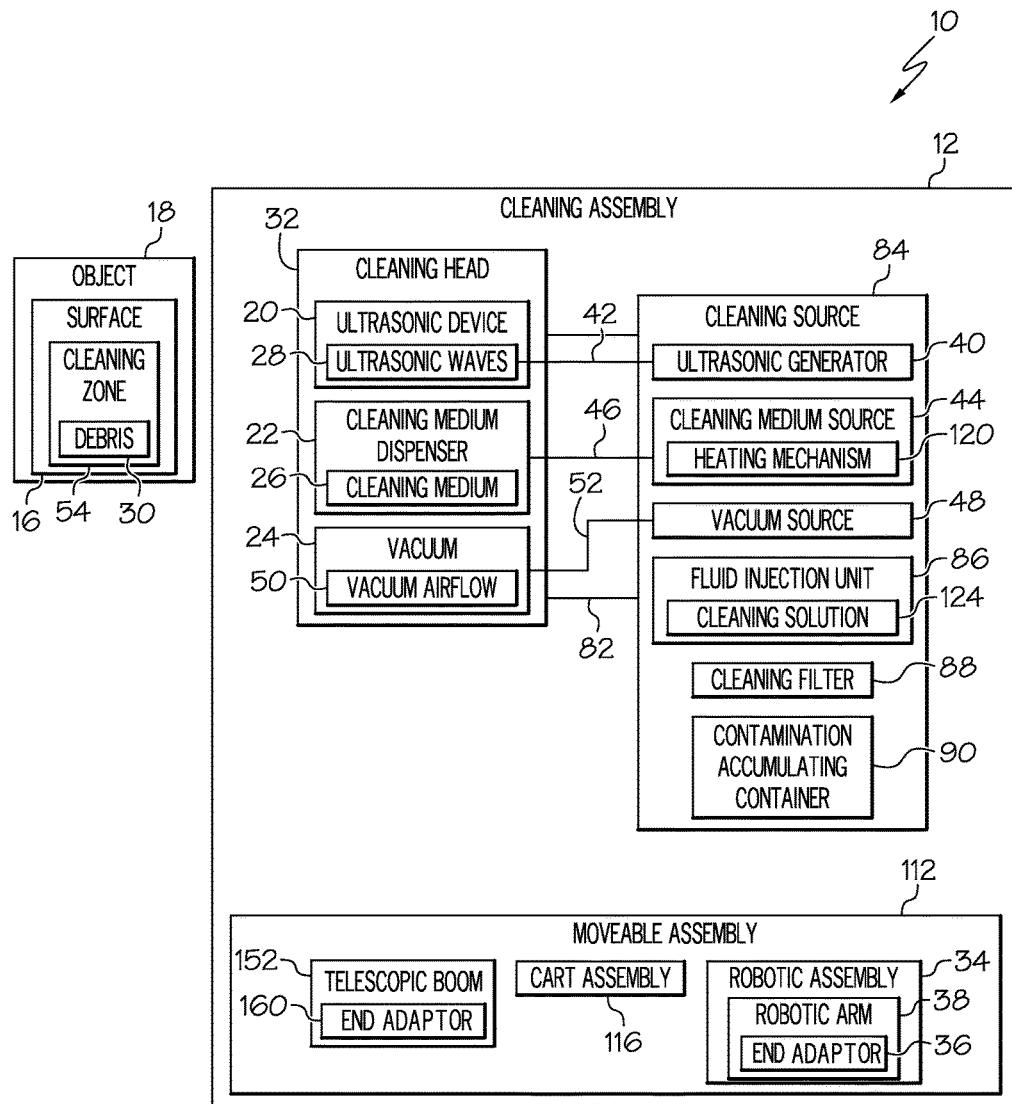 10
12
CLEANING ASSEMBLY
18
OBJECT
SURFACE
CLEANING
ZONE
DEBRIS
16
54
30
32
CLEANING HEAD
20
ULTRASONIC DEVICE
28
ULTRASONIC WAVES
22
CLEANING MEDIUM
DISPENSER
26
CLEANING MEDIUM
24
VACUUM
50
VACUUM AIRFLOW
42
46
52
82
84
CLEANING SOURCE
ULTRASONIC GENERATOR
40
CLEANING MEDIUM SOURCE
44
HEATING MECHANISM
120
VACUUM SOURCE
48
FLUID INJECTION UNIT
86
CLEANING SOLUTION
124
CLEANING FILTER
88
CONTAMINATION
ACCUMULATING
CONTAINER
90
112
MOVEABLE ASSEMBLY
152
TELESCOPIC BOOM
160
END ADAPTOR
CART ASSEMBLY
116
ROBOTIC ASSEMBLY
34
ROBOTIC ARM
38
END ADAPTOR
36